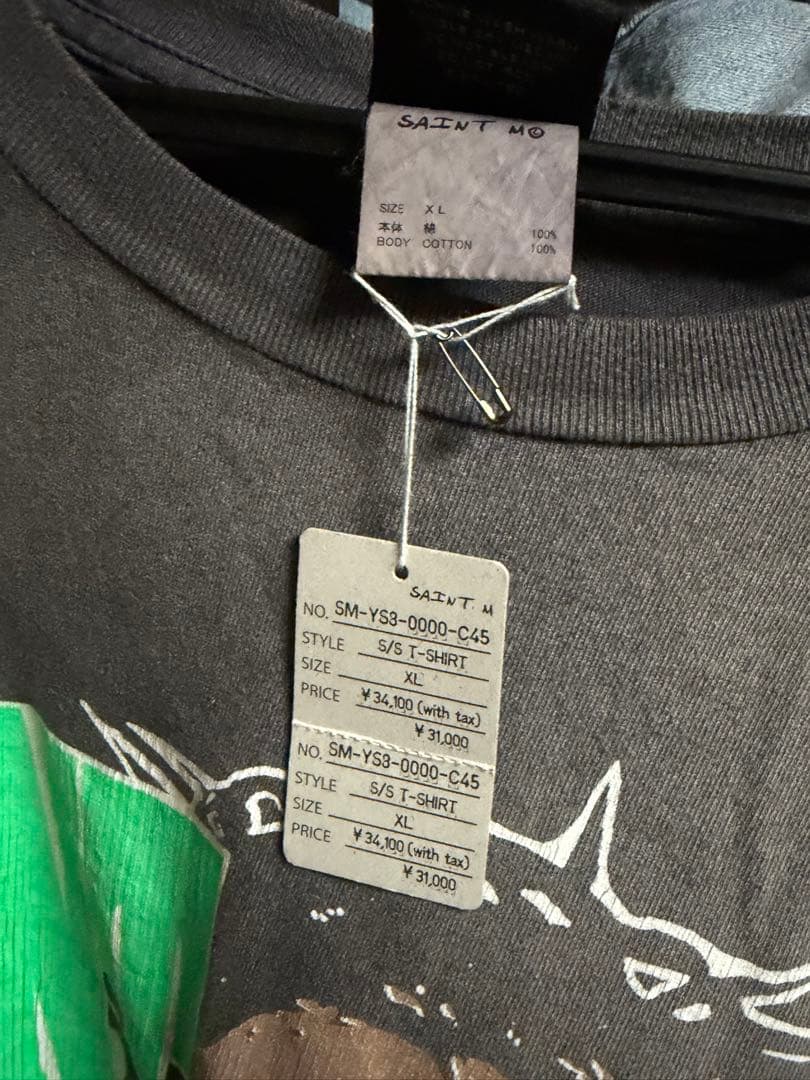 SAINT M©
SIZE XL
本体 綿 100%
BODY COTTON 100%
SAINT. M
NO. SM-YS3-0000-C45
STYLE S/S T-SHIRT
SIZE XL
PRICE ¥34,100 (with tax)
¥31,000
NO. SM-YS3-0000-C45
STYLE S/S T-SHIRT
SIZE XL
PRICE ¥34,100 (with tax)
¥31,000